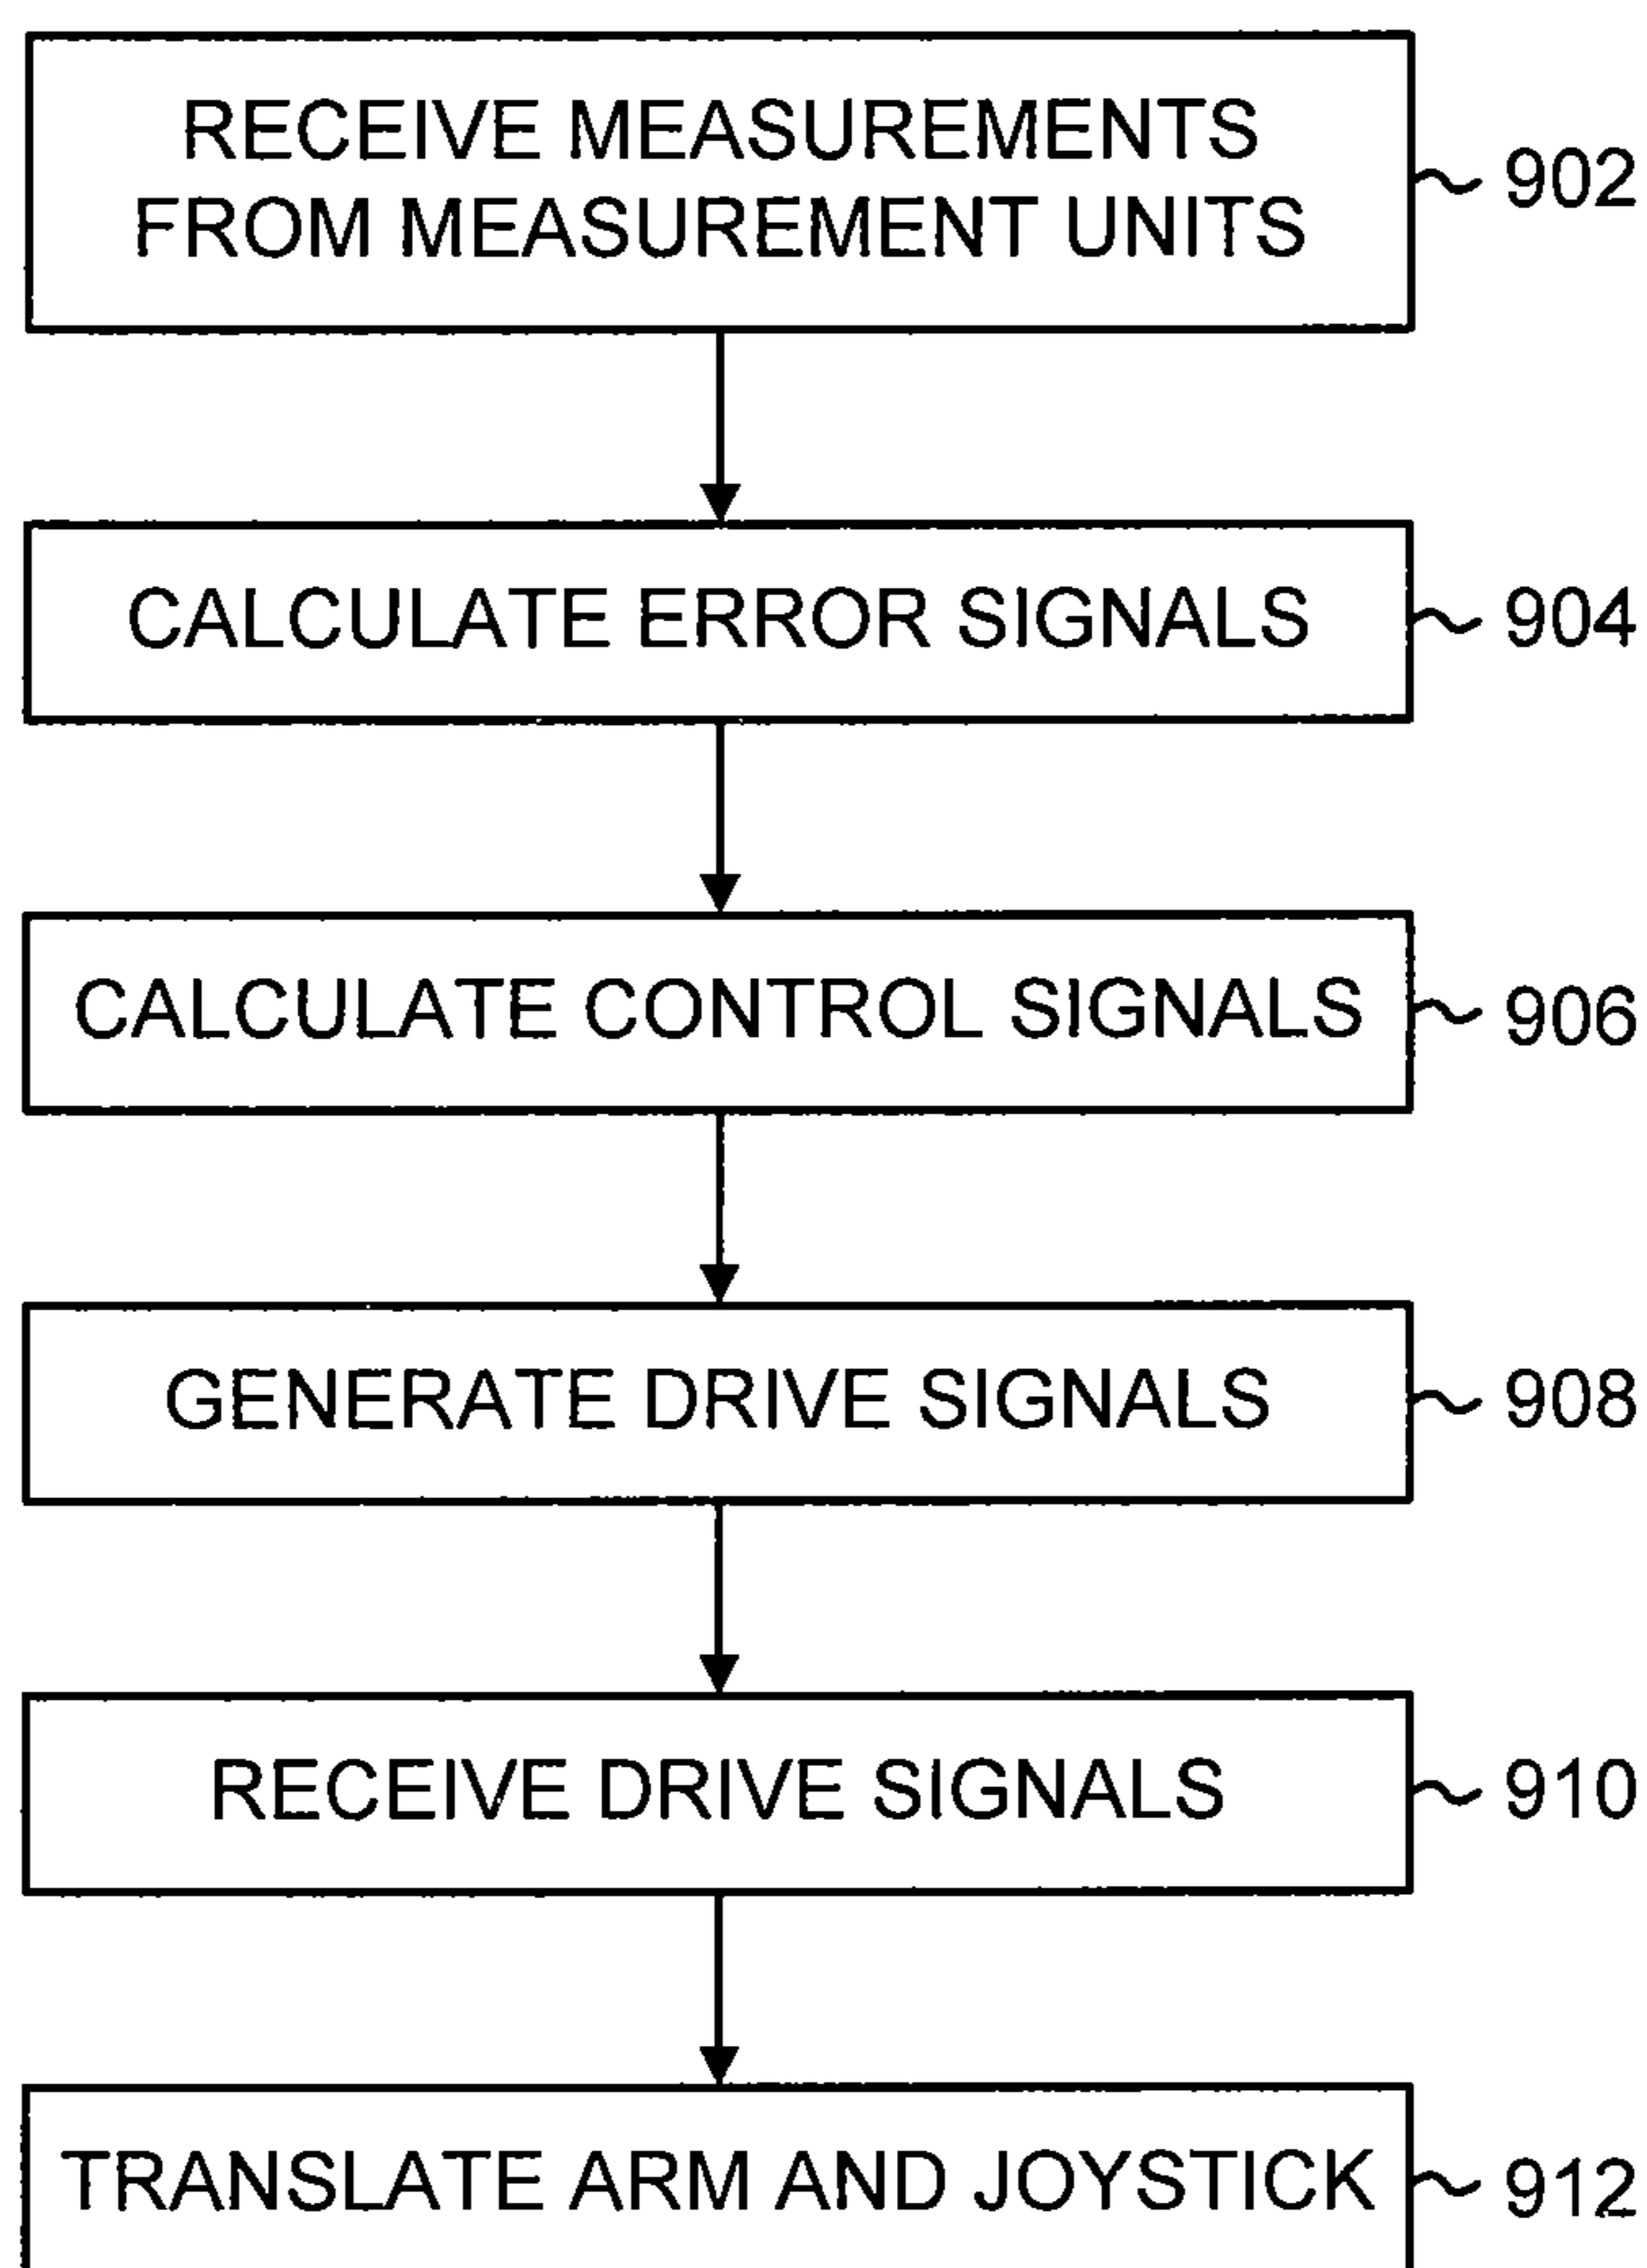 RECEIVE MEASUREMENTS
FROM MEASUREMENT UNITS
902
CALCULATE ERROR SIGNALS
904
CALCULATE CONTROL SIGNALS
906
GENERATE DRIVE SIGNALS
908
RECEIVE DRIVE SIGNALS
910
TRANSLATE ARM AND JOYSTICK
912